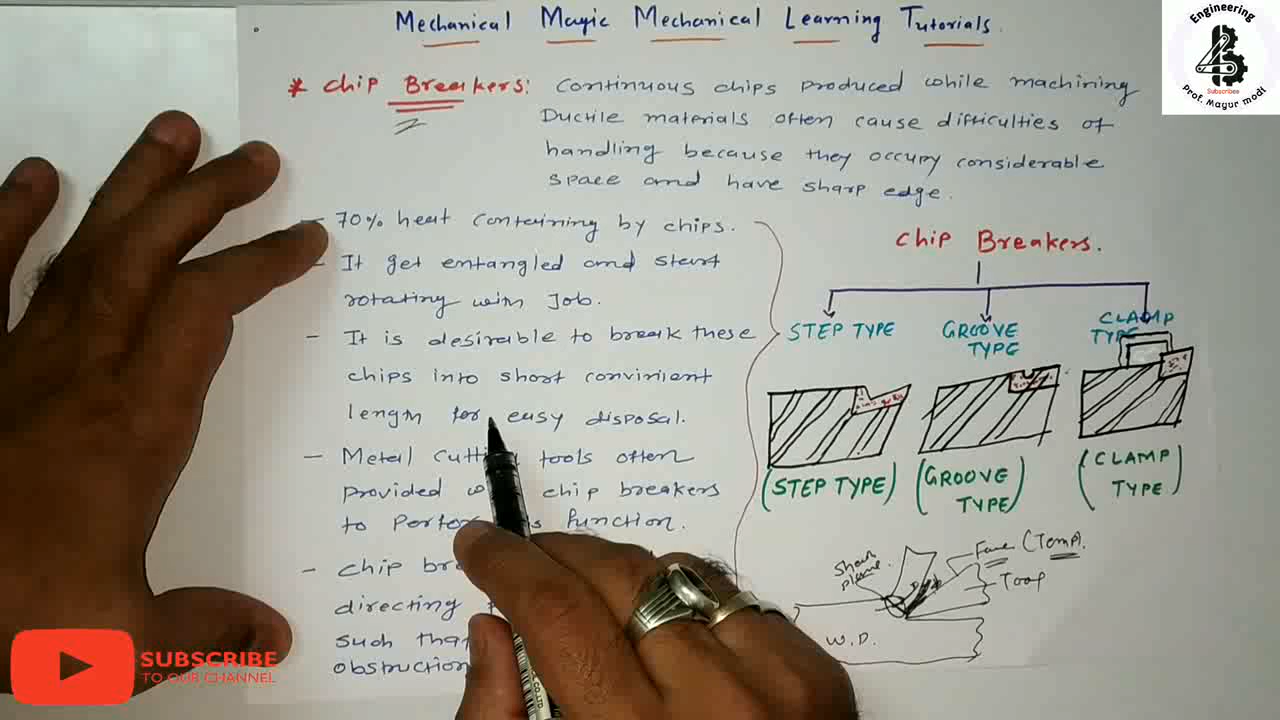 Mechanical Magic Mechanical Learning Tutorials.
Engineering
Subscribes
Prof. Mayur modi
* Chip Breakers: Continuous chips produced while machining
Ductile materials often cause difficulties of
handling because they occupy considerable
space and have sharp edge.
- 70% heat containing by chips.
- It get entangled and start
rotating with Job.
- It is desirable to break these
chips into short convinient
length for easy disposal.
- Metal cutti tools often
provided w chip breakers
to Perfor is function.
- Chip br
directing
such that
obstruction
Chip Breakers.
STEP TYPE
GROOVE
TYPE
CLAMP
TYPE
(STEP TYPE)
(GROOVE
TYPE)
(CLAMP
TYPE)
Shear
plane
Face (Temp).
Tool
W.D.
SUBSCRIBE
TO OUR CHANNEL